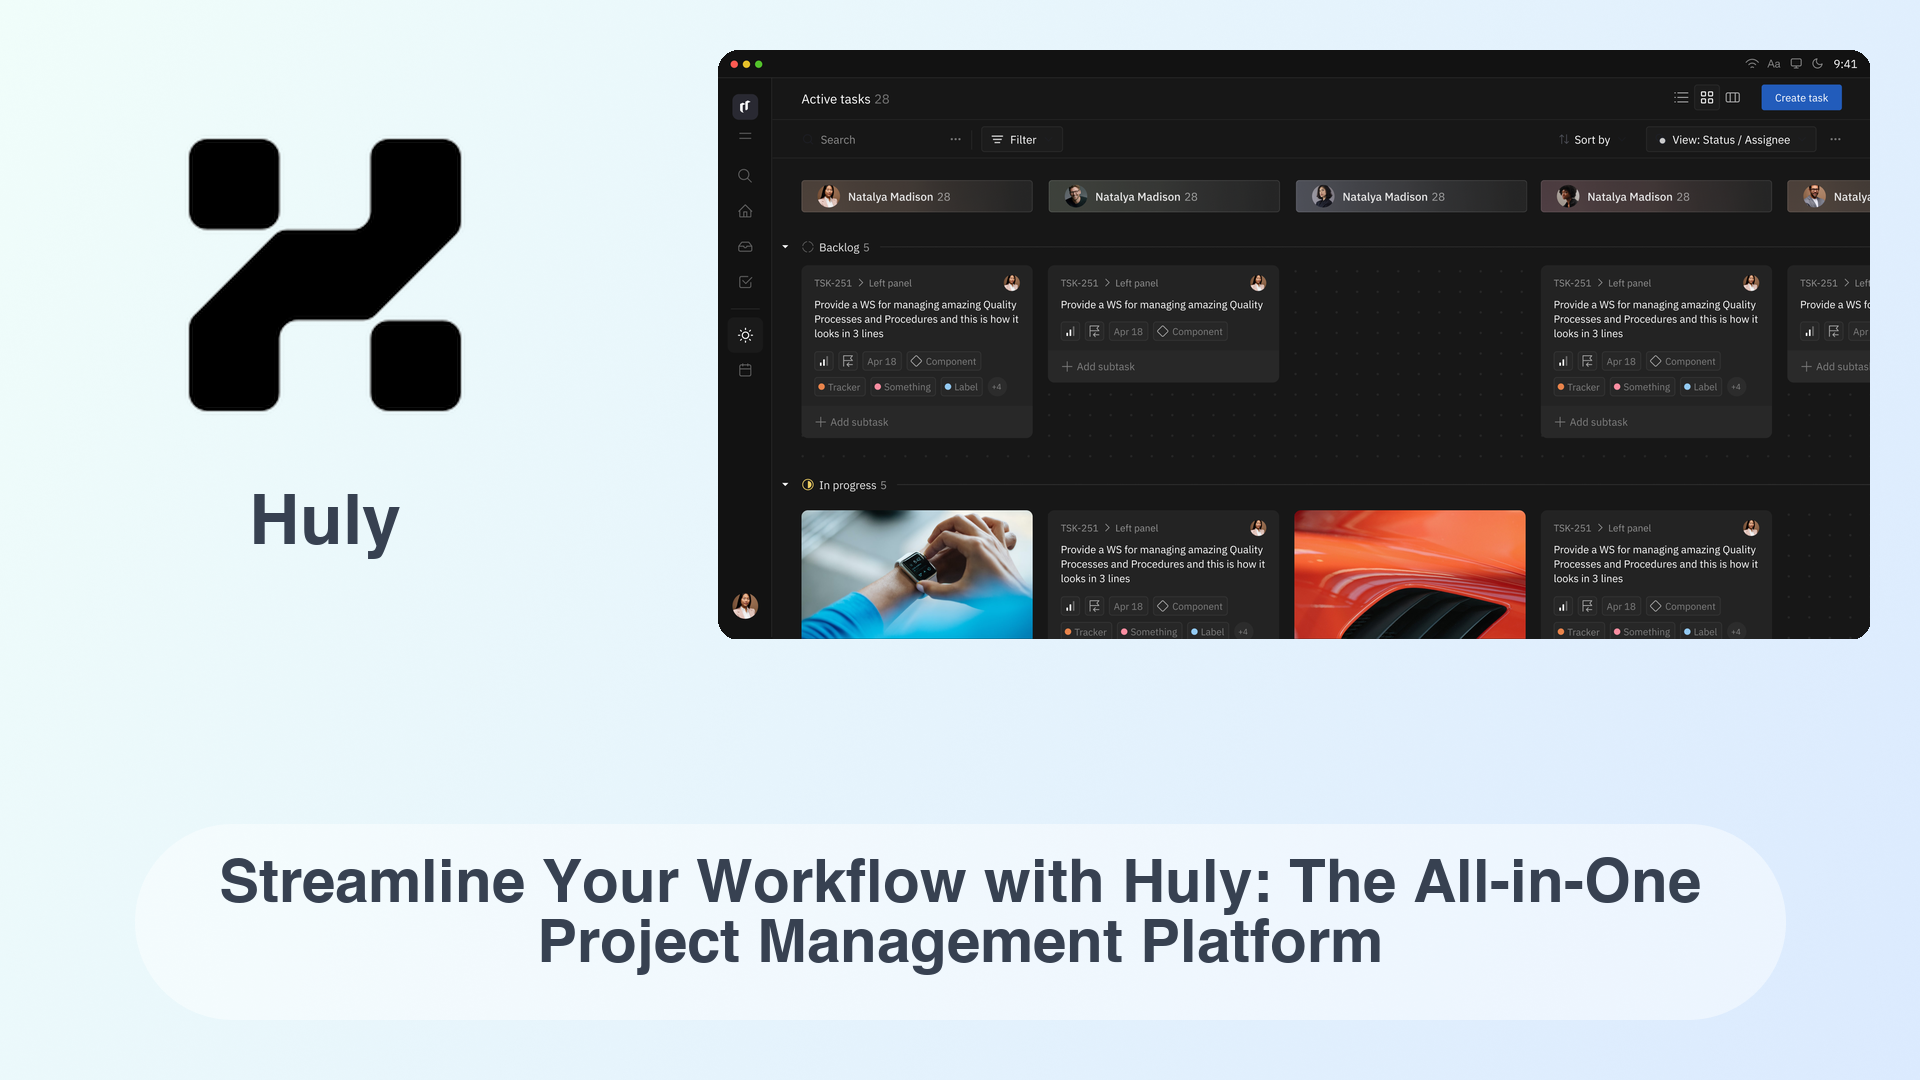 Huly
Aa 9:41
Active tasks 28
Create task
Search
Filter
Sort by
View: Status / Assignee
Natalya Madison 28
Natalya Madison 28
Natalya Madison 28
Natalya Madison 28
Natalya
Backlog 5
TSK-251 > Left panel
Provide a WS for managing amazing Quality
Processes and Procedures and this is how it
looks in 3 lines
Apr 18
Component
Tracker
Something
Label
+4
+ Add subtask
TSK-251 > Left panel
Provide a WS for managing amazing Quality
Apr 18
Component
+ Add subtask
TSK-251 > Left panel
Provide a WS for managing amazing Quality
Processes and Procedures and this is how it
looks in 3 lines
Apr 18
Component
Tracker
Something
Label
+4
+ Add subtask
TSK-251 > Left
Provide a WS fo
Apr
+ Add subtas
In progress 5
TSK-251 > Left panel
Provide a WS for managing amazing Quality
Processes and Procedures and this is how it
looks in 3 lines
Apr 18
Component
Tracker
Something
Label
+4
TSK-251 > Left panel
Provide a WS for managing amazing Quality
Processes and Procedures and this is how it
looks in 3 lines
Apr 18
Component
Tracker
Something
Label
+4
Streamline Your Workflow with Huly: The All-in-One
Project Management Platform